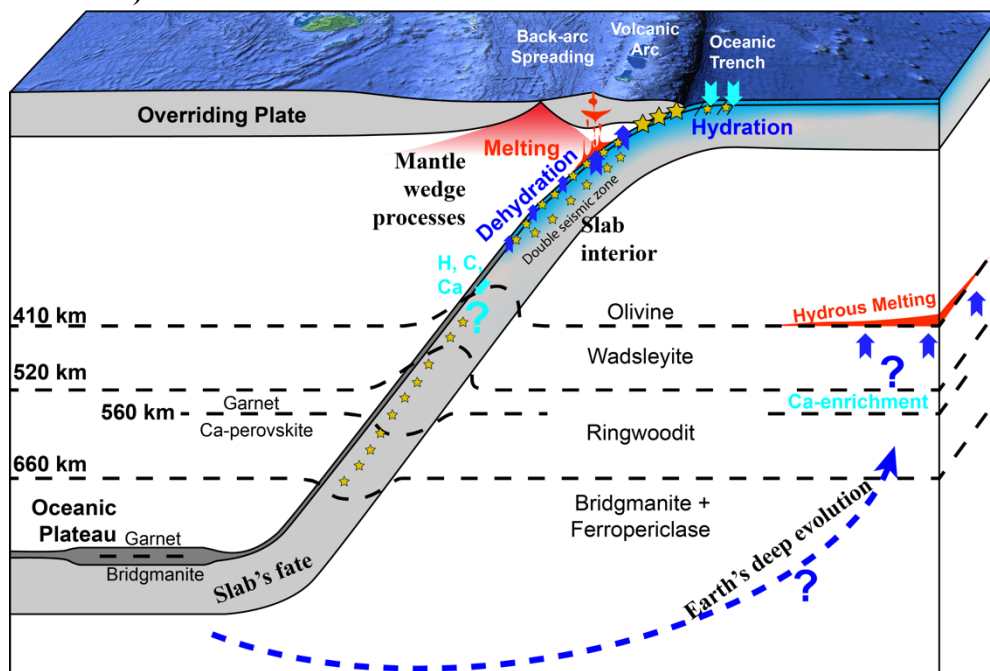 )
Back-arc
Spreading
Volcanic
Arc
Oceanic
Trench
Overriding Plate
Melting
Hydration
Mantle
wedge
processes
Dehydration
Double seismic zone
Slab
interior
H, C,
Ca
?
410 km
Olivine
Hydrous Melting
Wadsleyite
?
520 km
Garnet
560 km
Ca-perovskite
Ca-enrichment
Ringwoodit
660 km
Oceanic
Plateau
Garnet
Bridgmanite
Bridgmanite +
Ferropericlase
Slab's fate
Earth's deep evolution
?